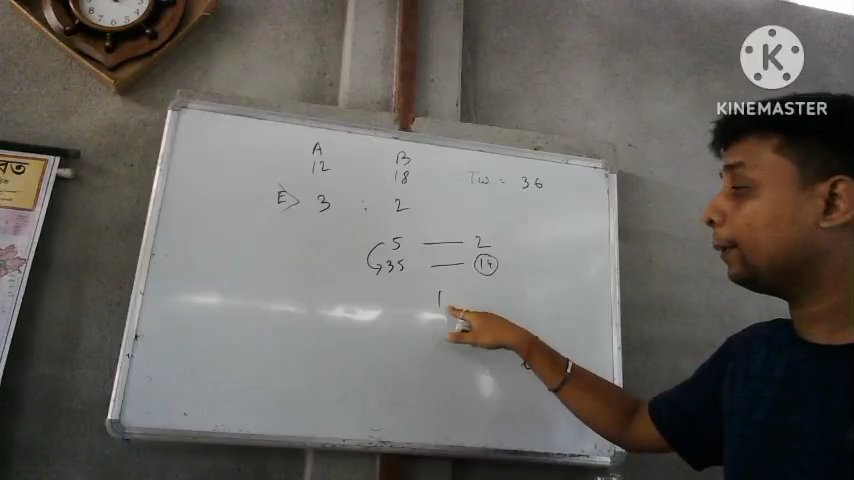 K
KINEMASTER
A B
12 18
TW = 36
E> 3 : 2
5 — 2
35 — 14
1